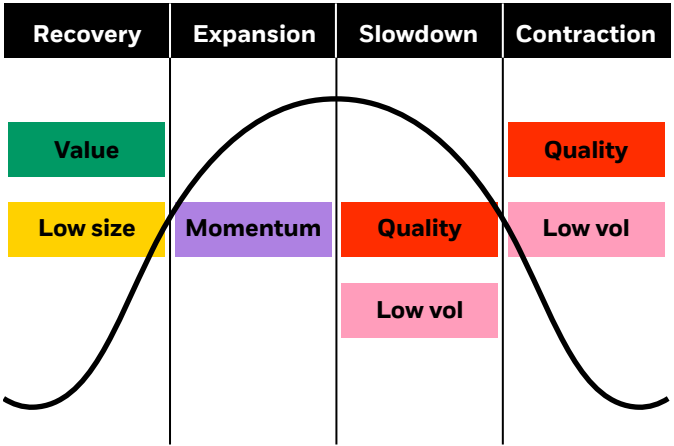 Recovery Expansion Slowdown Contraction
Value Quality
Low size Momentum Quality Low vol
Low vol